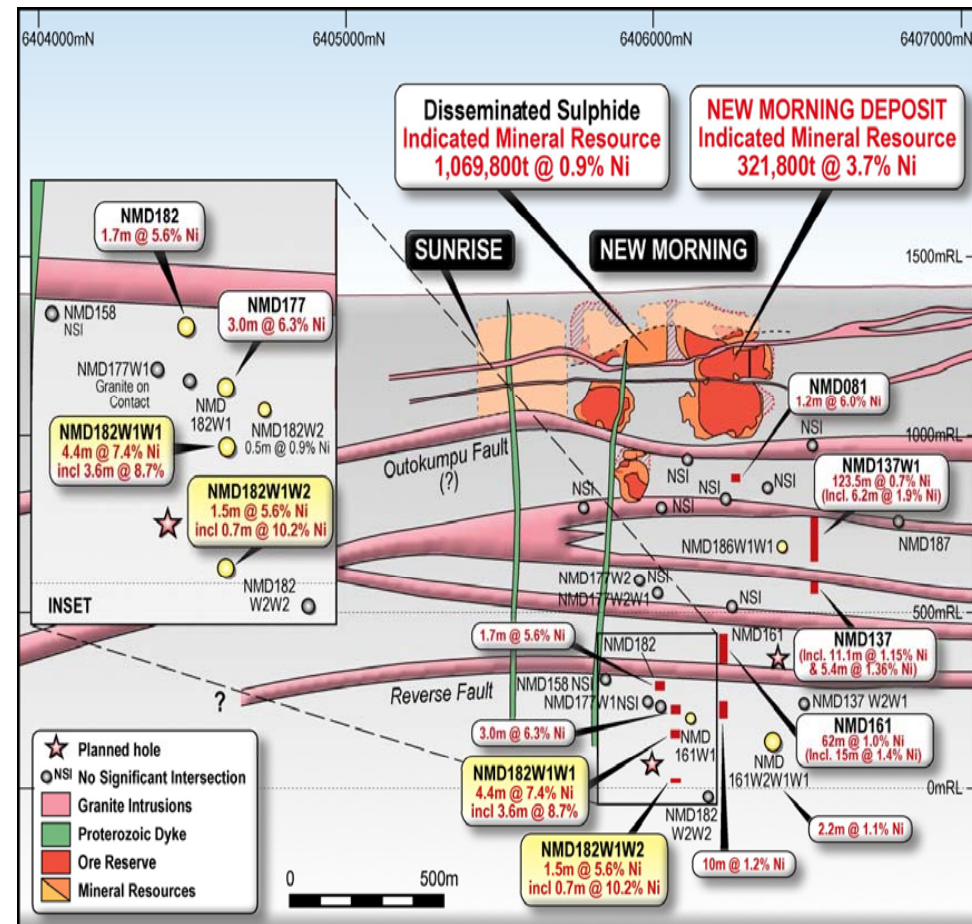 6404000mN
6405000mN
6406000mN
6407000mN
Disseminated Sulphide
Indicated Mineral Resource
1,069,800t @ 0.9% Ni
NEW MORNING DEPOSIT
Indicated Mineral Resource
321,800t @ 3.7% Ni
SUNRISE
NEW MORNING
1500mRL
1000mRL
500mRL
0mRL
NMD182
1.7m @ 5.6% Ni
NMD158
NSI
NMD177
3.0m @ 6.3% Ni
NMD177W1
Granite on
Contact
NMD
182W1
NMD182W2
0.5m @ 0.9% Ni
NMD182W1W1
4.4m @ 7.4% Ni
incl 3.6m @ 8.7%
NMD182W1W2
1.5m @ 5.6% Ni
incl 0.7m @ 10.2% Ni
NMD182
W2W2
INSET
Outokumpu Fault
(?)
NMD081
1.2m @ 6.0% Ni
NSI
NSI
NSI
NSI
NSI
NSI
NMD137W1
123.5m @ 0.7% Ni
(Incl. 6.2m @ 1.9% Ni)
NMD186W1W1
NMD187
NMD177W2
NSI
NMD177W2W1
NSI
1.7m @ 5.6% Ni
NMD182
NMD161
NMD137
(Incl. 11.1m @ 1.15% Ni
& 5.4m @ 1.36% Ni)
Reverse Fault
?
NMD158 NSI
NMD177W1 NSI
NMD137 W2W1
3.0m @ 6.3% Ni
NMD
161W1
NMD161
62m @ 1.0% Ni
(Incl. 15m @ 1.4% Ni)
NMD182W1W1
4.4m @ 7.4% Ni
incl 3.6m @ 8.7%
NMD
161W2W1W1
NMD182
W2W2
2.2m @ 1.1% Ni
NMD182W1W2
1.5m @ 5.6% Ni
incl 0.7m @ 10.2% Ni
10m @ 1.2% Ni
Planned hole
NSI No Significant Intersection
Granite Intrusions
Proterozoic Dyke
Ore Reserve
Mineral Resources
0 500m